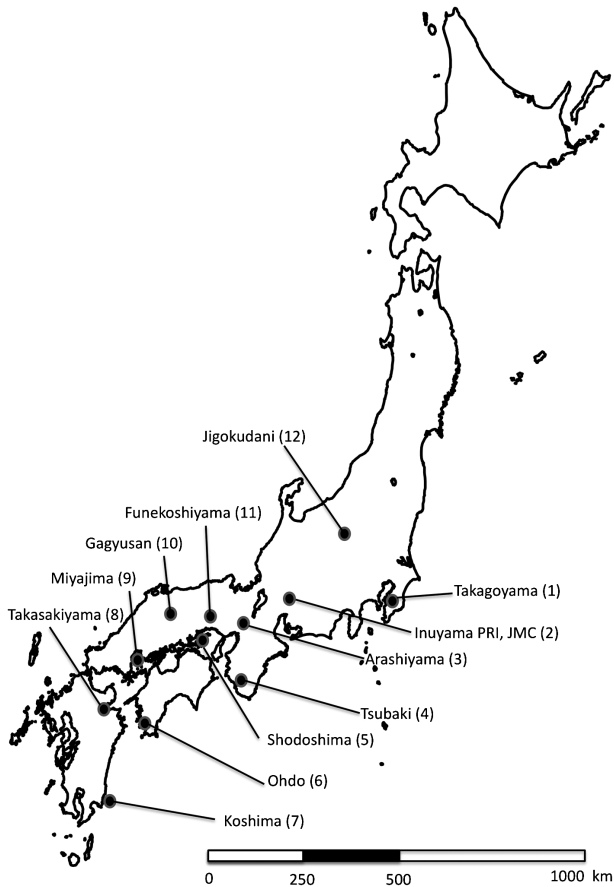 Jigokudani (12)
Funekoshiyama (11)
Gagyusan (10)
Miyajima (9)
Takasakiyama (8)
Takagoyama (1)
Inuyama PRI, JMC (2)
Arashiyama (3)
Tsubaki (4)
Shodoshima (5)
Ohdo (6)
Koshima (7)
0 250 500 1000 km